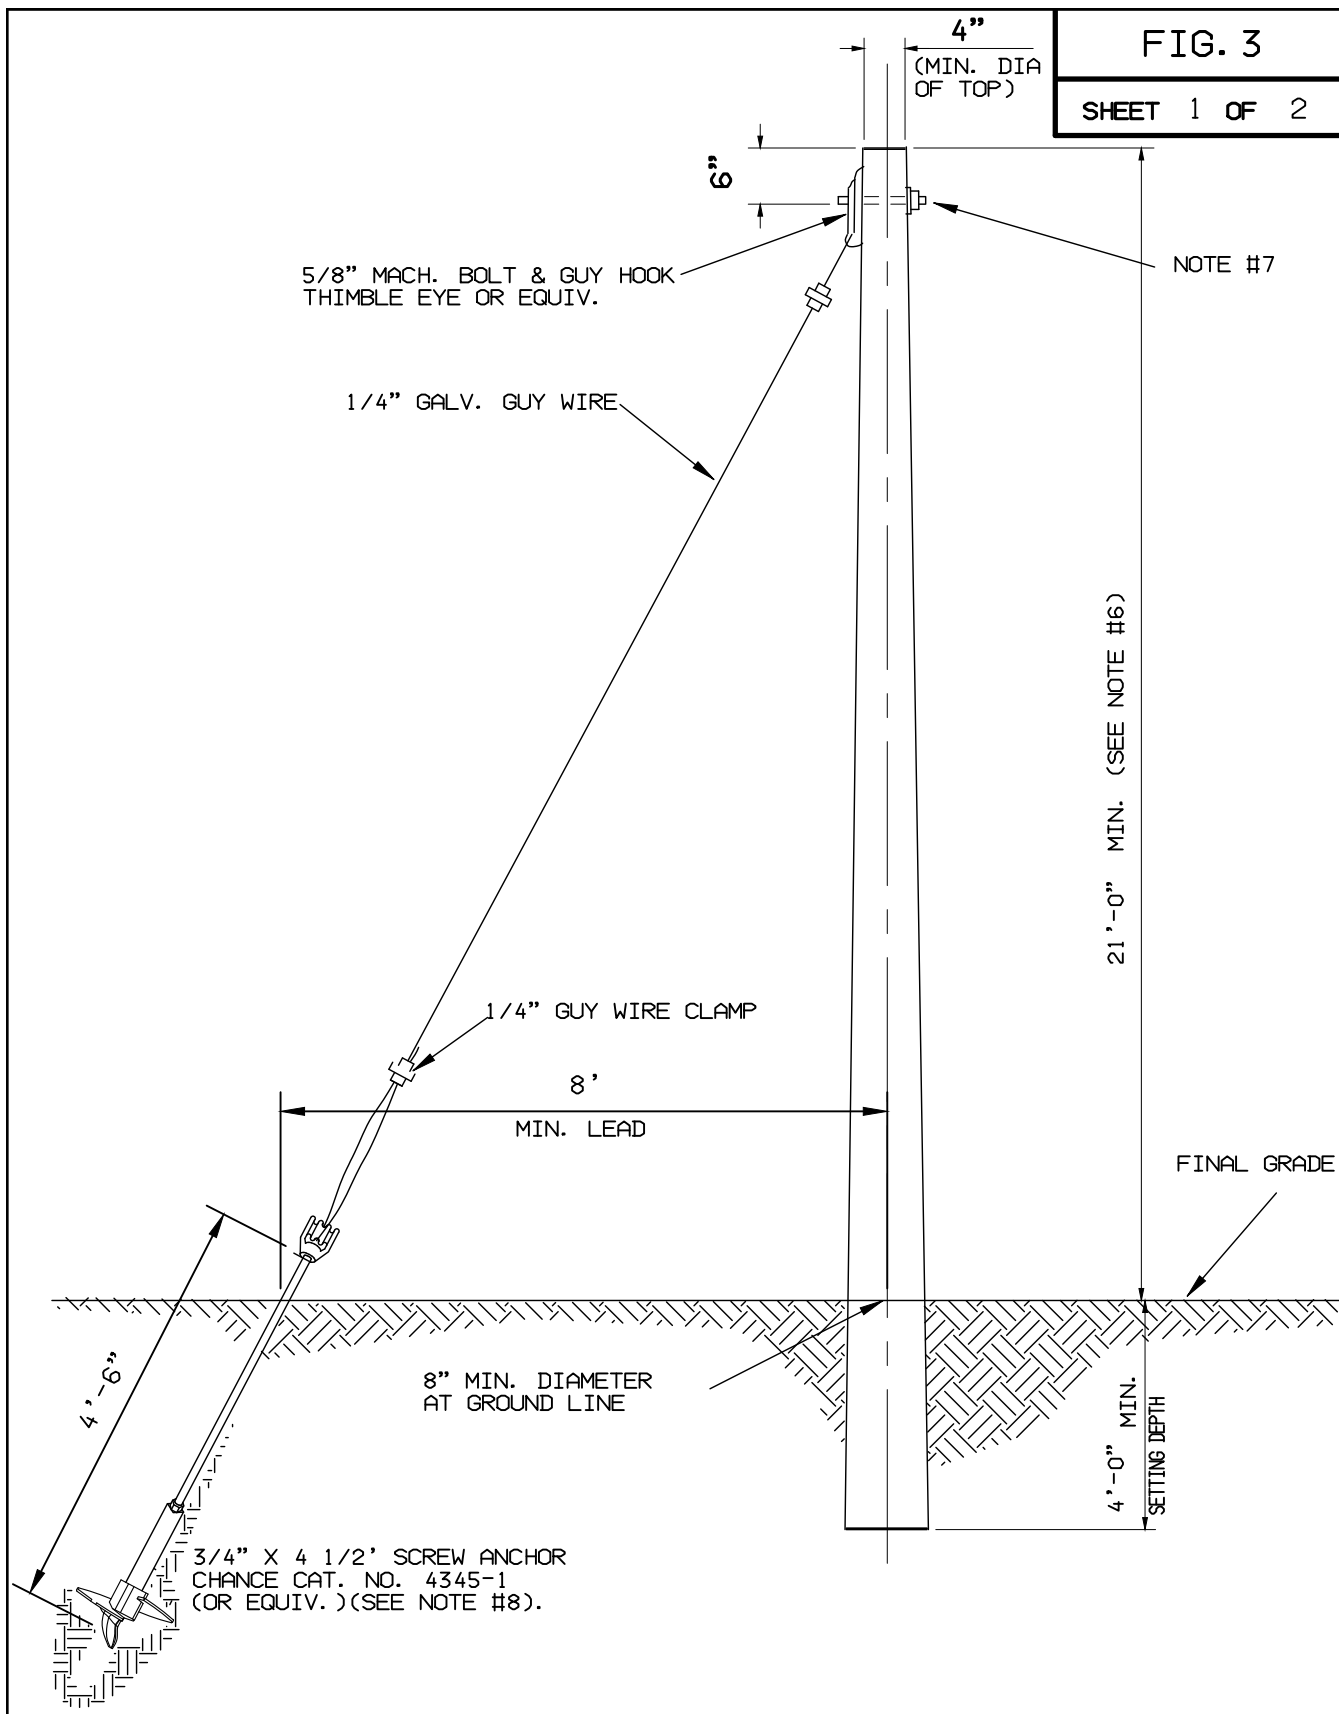 FIG. 3
SHEET 1 OF 2
4”
(MIN. DIA
OF TOP)
6”
5/8” MACH. BOLT & GUY HOOK
THIMBLE EYE OR EQUIV.
NOTE #7
1/4” GALV. GUY WIRE
21'-0” MIN. (SEE NOTE #6)
1/4” GUY WIRE CLAMP
8'
MIN. LEAD
FINAL GRADE
4'-6”
8” MIN. DIAMETER
AT GROUND LINE
4'-0” MIN.
SETTING DEPTH
3/4” X 4 1/2' SCREW ANCHOR
CHANCE CAT. NO. 4345-1
(OR EQUIV.)(SEE NOTE #8).